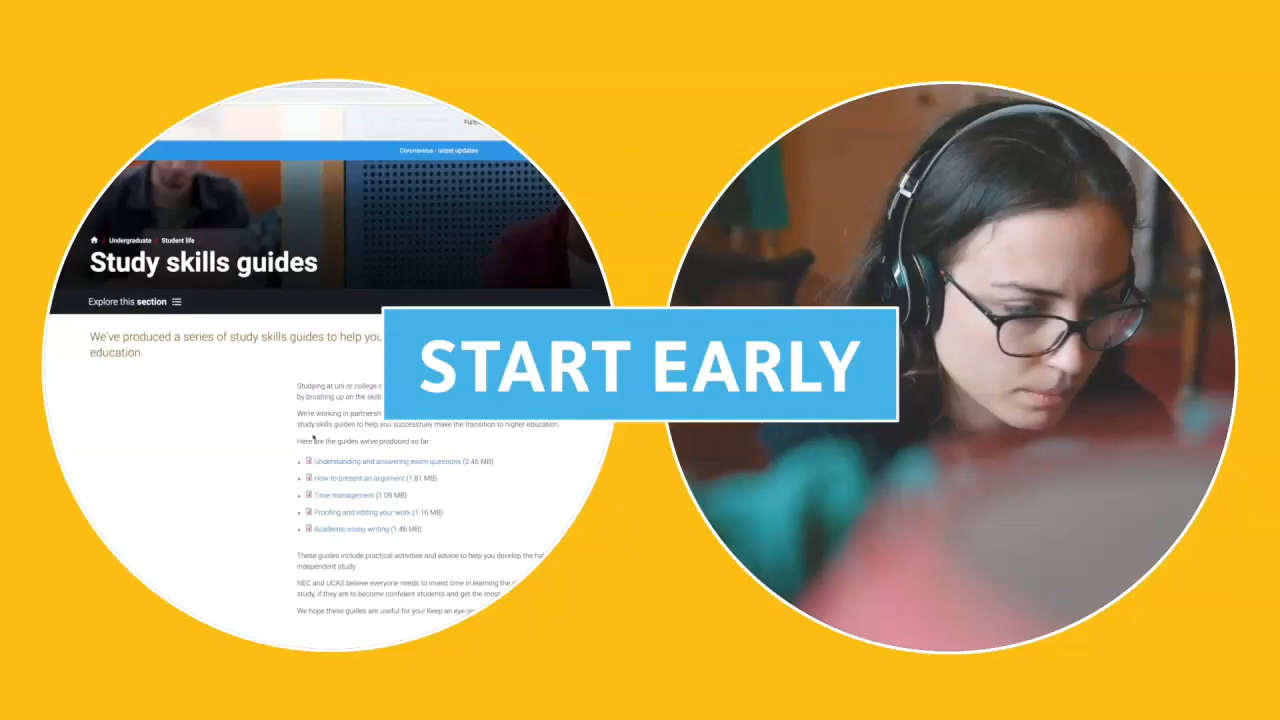 Coronavirus - latest updates
Undergraduate Student life
Study skills guides
Explore this section
We've produced a series of study skills guides to help you
education.
START EARLY
Studying at uni or college
by brushing up on the skills
We're working in
study skills guides to help you successfully make the transition to higher education.
Here are the guides we've produced so far:
Understanding and answering exam questions (2.45 MB)
How to present an argument (1.81 MB)
Time management (1.09 MB)
Proofing and editing your work (1.16 MB)
Academic essay writing (1.46 MB)
These guides include practical activities and advice to help you develop the
independent study
NEC and UCAS believe everyone needs to invest time in learning the
study, if they are to become confident students and get the most
We hope these guides are useful for you! Keep an eye on